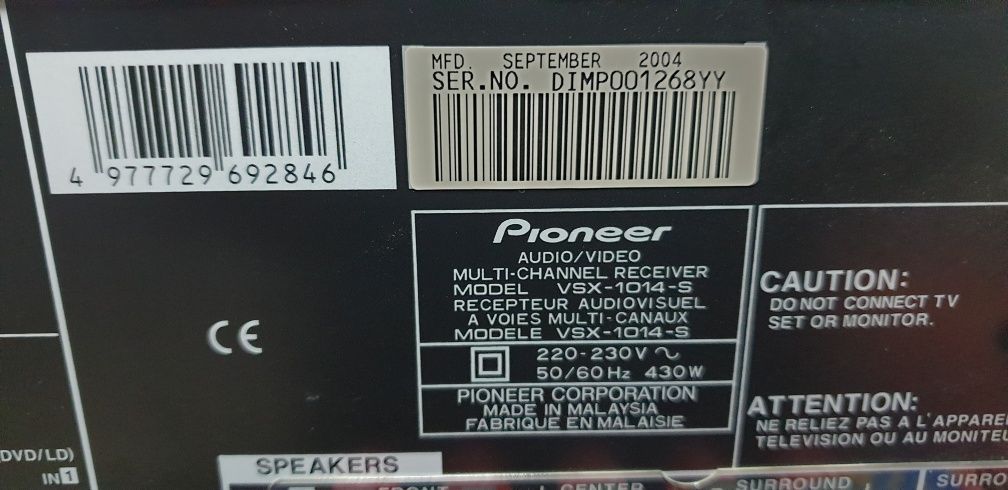 4 977729 692846
MFD. SEPTEMBER 2004
SER.NO. DIMP001268YY
Pioneer
AUDIO/VIDEO
MULTI-CHANNEL RECEIVER
MODEL VSX-1014-S
RECEPTEUR AUDIOVISUEL
A VOIES MULTI-CANAUX
MODELE VSX-1014-S
220-230V ~
50/60Hz 430W
PIONEER CORPORATION
MADE IN MALAYSIA
FABRIQUE EN MALAISIE
CE
CAUTION:
DO NOT CONNECT TV
SET OR MONITOR.
ATTENTION:
NE RELIEZ PAS A L'APPAREI
TELEVISION OU AU MONITEU
DVD/LD)
IN 1
SPEAKERS
FRONT
CENTER
SURROUND
SURRO